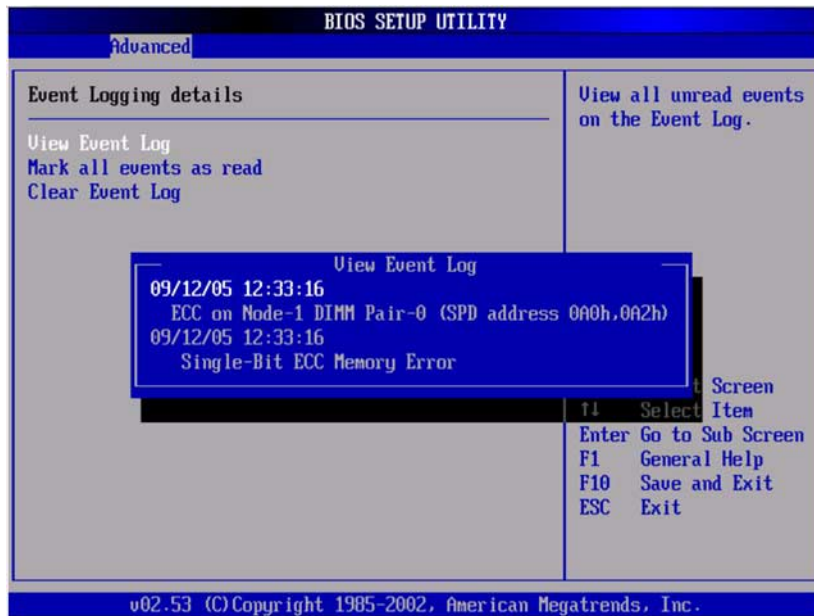 BIOS SETUP UTILITY
Advanced
Event Logging details
View Event Log
Mark all events as read
Clear Event Log
View all unread events
on the Event Log.
View Event Log
09/12/05 12:33:16
ECC on Node-1 DIMM Pair-0 (SPD address 0A0h,0A2h)
09/12/05 12:33:16
Single-Bit ECC Memory Error
t Screen
↑↓ Select Item
Enter Go to Sub Screen
F1 General Help
F10 Save and Exit
ESC Exit
v02.53 (C)Copyright 1985-2002, American Megatrends, Inc.